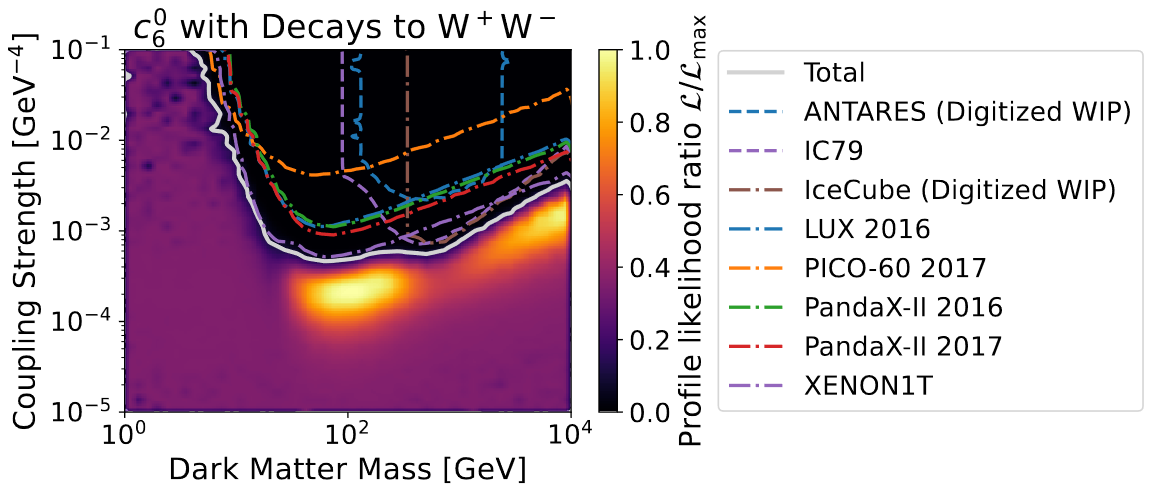 c₆⁰ with Decays to W⁺W⁻
Coupling Strength [GeV⁻⁴]
10⁻¹
10⁻²
10⁻³
10⁻⁴
10⁻⁵
10⁰
10²
10⁴
Dark Matter Mass [GeV]
1.0
0.8
0.6
0.4
0.2
0.0
Profile likelihood ratio ℒ/ℒmax
Total
ANTARES (Digitized WIP)
IC79
IceCube (Digitized WIP)
LUX 2016
PICO-60 2017
PandaX-II 2016
PandaX-II 2017
XENON1T